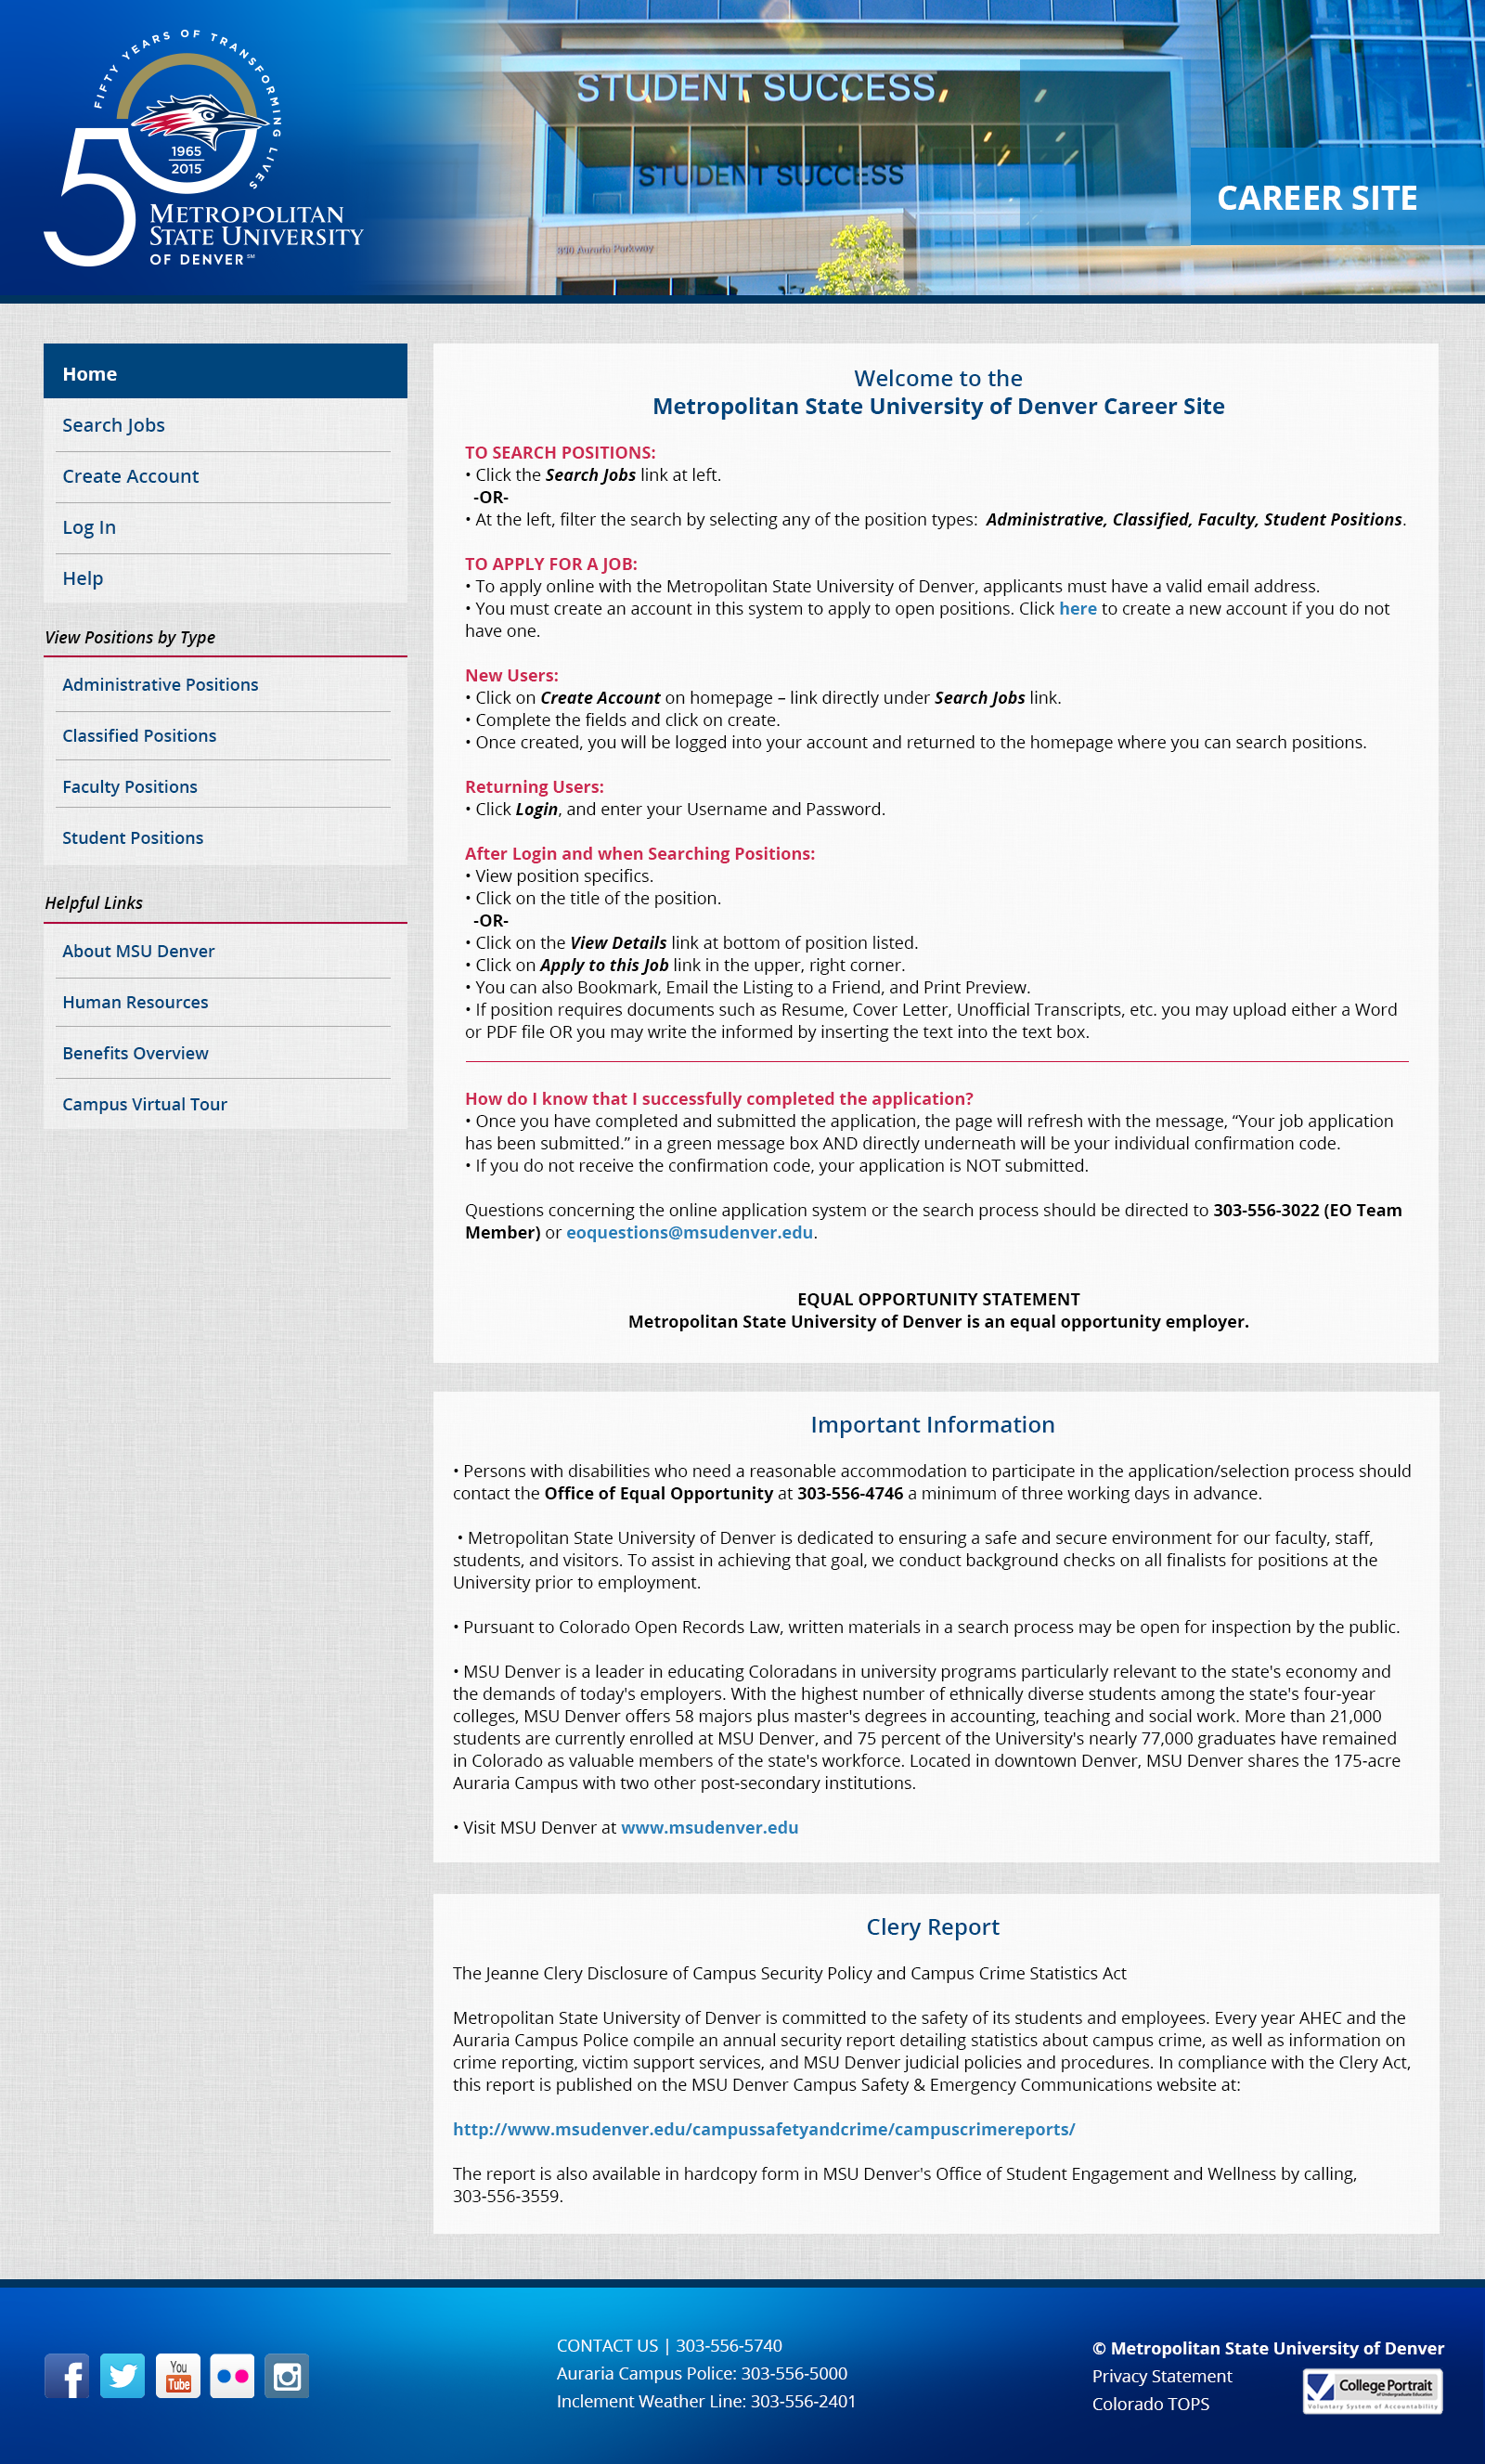 FIFTY YEARS OF TRANSFORMING LIVES
50
1965
2015
METROPOLITAN
STATE UNIVERSITY
OF DENVER℠
STUDENT SUCCESS
STUDENT SUCCESS
890 Auraria Parkway
CAREER SITE
Home
Search Jobs
Create Account
Log In
Help
View Positions by Type
Administrative Positions
Classified Positions
Faculty Positions
Student Positions
Helpful Links
About MSU Denver
Human Resources
Benefits Overview
Campus Virtual Tour
Welcome to the
Metropolitan State University of Denver Career Site
TO SEARCH POSITIONS:
• Click the Search Jobs link at left.
-OR-
• At the left, filter the search by selecting any of the position types: Administrative, Classified, Faculty, Student Positions.
TO APPLY FOR A JOB:
• To apply online with the Metropolitan State University of Denver, applicants must have a valid email address.
• You must create an account in this system to apply to open positions. Click here to create a new account if you do not
have one.
New Users:
• Click on Create Account on homepage – link directly under Search Jobs link.
• Complete the fields and click on create.
• Once created, you will be logged into your account and returned to the homepage where you can search positions.
Returning Users:
• Click Login, and enter your Username and Password.
After Login and when Searching Positions:
• View position specifics.
• Click on the title of the position.
-OR-
• Click on the View Details link at bottom of position listed.
• Click on Apply to this Job link in the upper, right corner.
• You can also Bookmark, Email the Listing to a Friend, and Print Preview.
• If position requires documents such as Resume, Cover Letter, Unofficial Transcripts, etc. you may upload either a Word
or PDF file OR you may write the informed by inserting the text into the text box.
How do I know that I successfully completed the application?
• Once you have completed and submitted the application, the page will refresh with the message, “Your job application
has been submitted.” in a green message box AND directly underneath will be your individual confirmation code.
• If you do not receive the confirmation code, your application is NOT submitted.
Questions concerning the online application system or the search process should be directed to 303-556-3022 (EO Team
Member) or eoquestions@msudenver.edu.
EQUAL OPPORTUNITY STATEMENT
Metropolitan State University of Denver is an equal opportunity employer.
Important Information
• Persons with disabilities who need a reasonable accommodation to participate in the application/selection process should
contact the Office of Equal Opportunity at 303-556-4746 a minimum of three working days in advance.
• Metropolitan State University of Denver is dedicated to ensuring a safe and secure environment for our faculty, staff,
students, and visitors. To assist in achieving that goal, we conduct background checks on all finalists for positions at the
University prior to employment.
• Pursuant to Colorado Open Records Law, written materials in a search process may be open for inspection by the public.
• MSU Denver is a leader in educating Coloradans in university programs particularly relevant to the state's economy and
the demands of today's employers. With the highest number of ethnically diverse students among the state's four-year
colleges, MSU Denver offers 58 majors plus master's degrees in accounting, teaching and social work. More than 21,000
students are currently enrolled at MSU Denver, and 75 percent of the University's nearly 77,000 graduates have remained
in Colorado as valuable members of the state's workforce. Located in downtown Denver, MSU Denver shares the 175-acre
Auraria Campus with two other post-secondary institutions.
• Visit MSU Denver at www.msudenver.edu
Clery Report
The Jeanne Clery Disclosure of Campus Security Policy and Campus Crime Statistics Act
Metropolitan State University of Denver is committed to the safety of its students and employees. Every year AHEC and the
Auraria Campus Police compile an annual security report detailing statistics about campus crime, as well as information on
crime reporting, victim support services, and MSU Denver judicial policies and procedures. In compliance with the Clery Act,
this report is published on the MSU Denver Campus Safety & Emergency Communications website at:
http://www.msudenver.edu/campussafetyandcrime/campuscrimereports/
The report is also available in hardcopy form in MSU Denver's Office of Student Engagement and Wellness by calling,
303-556-3559.
f
You
Tube
CONTACT US | 303-556-5740
Auraria Campus Police: 303-556-5000
Inclement Weather Line: 303-556-2401
© Metropolitan State University of Denver
Privacy Statement
Colorado TOPS
College Portrait
of Undergraduate Education
Voluntary System of Accountability